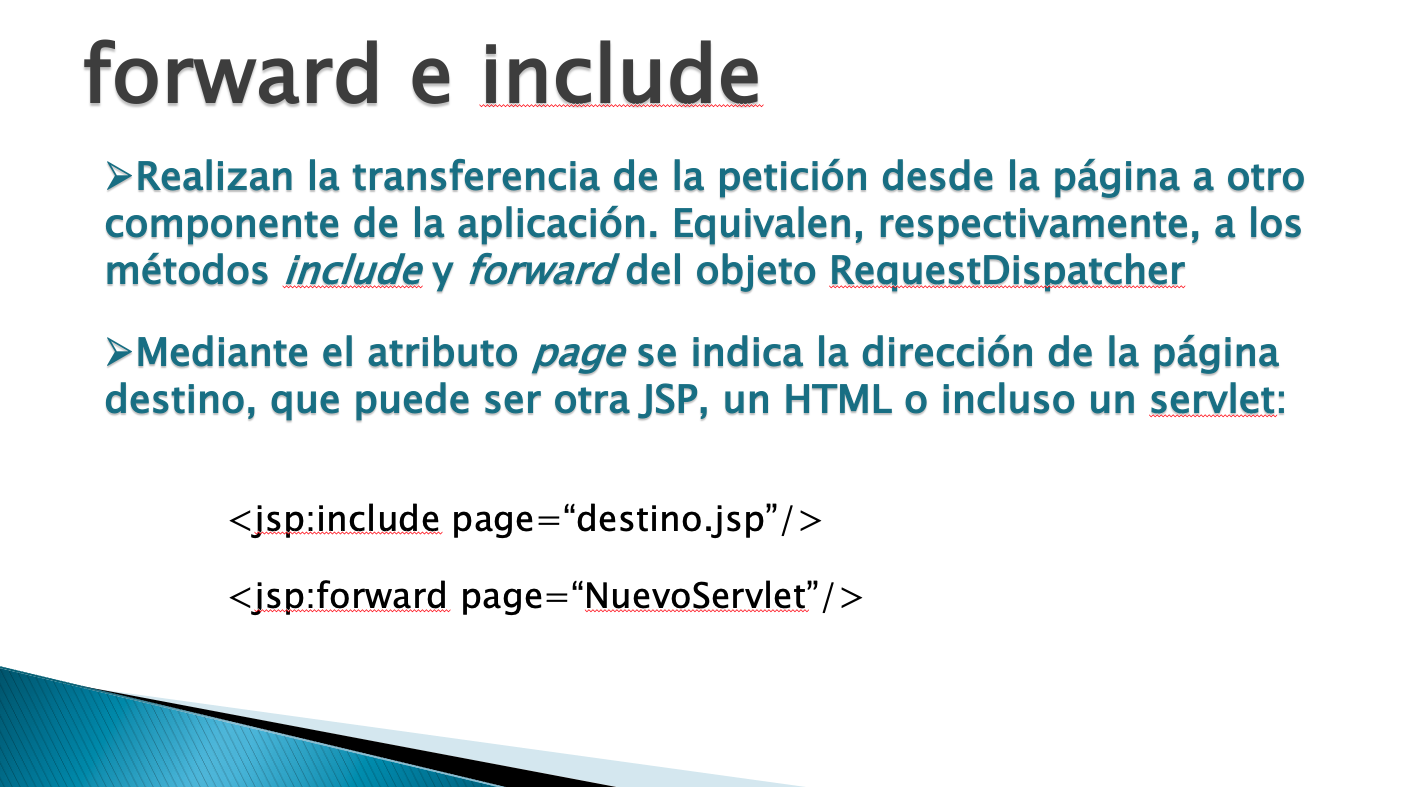 forward e include
➢Realizan la transferencia de la petición desde la página a otro
componente de la aplicación. Equivalen, respectivamente, a los
métodos include y forward del objeto RequestDispatcher
➢Mediante el atributo page se indica la dirección de la página
destino, que puede ser otra JSP, un HTML o incluso un servlet:
<jsp:include page=“destino.jsp”/>
<jsp:forward page=“NuevoServlet”/>